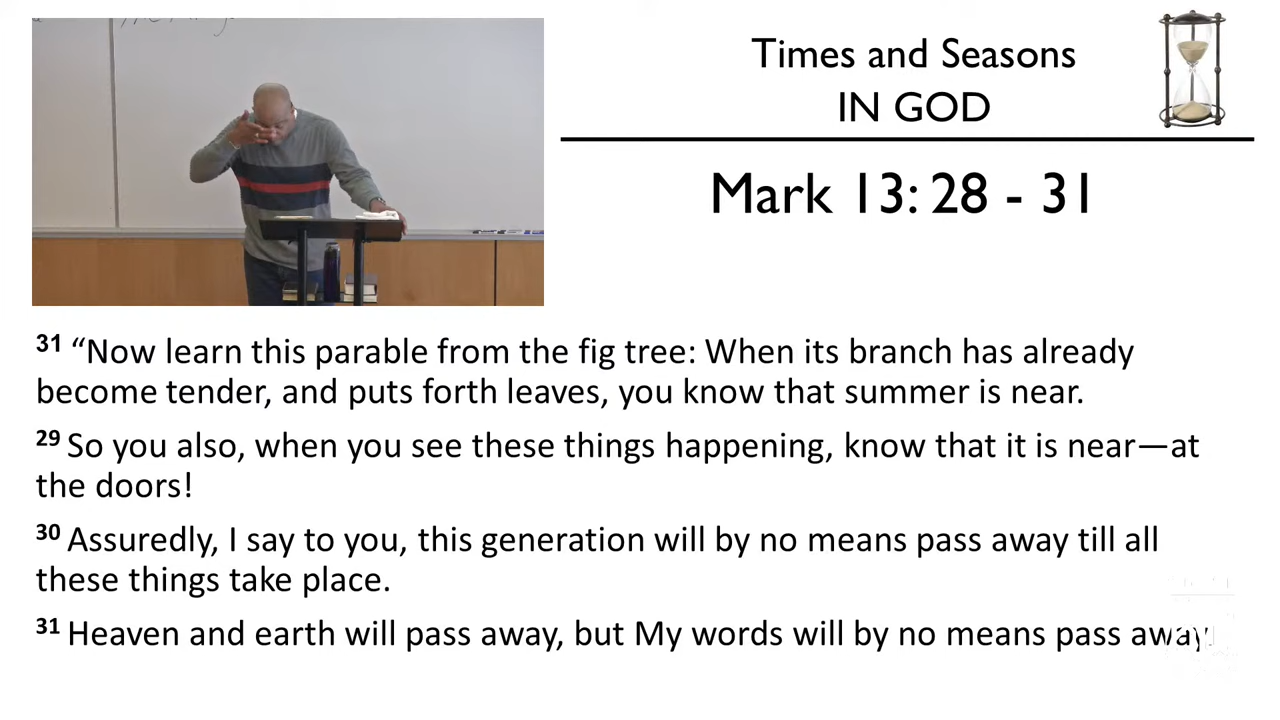 Times and Seasons
IN GOD
Mark 13: 28 - 31
31 “Now learn this parable from the fig tree: When its branch has already
become tender, and puts forth leaves, you know that summer is near.
29 So you also, when you see these things happening, know that it is near—at
the doors!
30 Assuredly, I say to you, this generation will by no means pass away till all
these things take place.
31 Heaven and earth will pass away, but My words will by no means pass away.